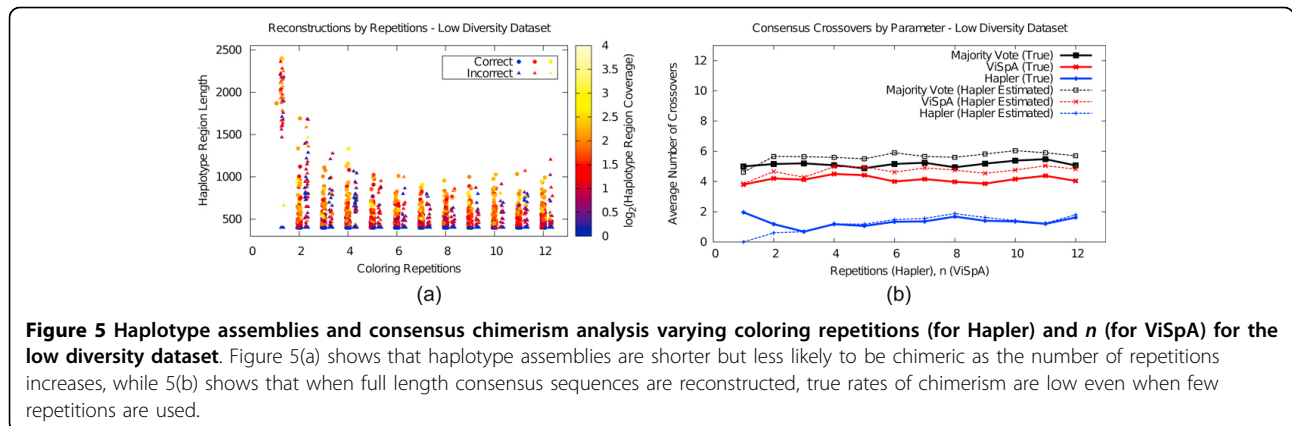 Reconstructions by Repetitions - Low Diversity Dataset
2500
2000
1500
1000
500
Haplotype Region Length
0 2 4 6 8 10 12
Coloring Repetitions
Correct
Incorrect
4
3.5
3
2.5
2
1.5
1
0.5
0
log2(Haplotype Region Coverage)
(a)
Consensus Crossovers by Parameter - Low Diversity Dataset
12
10
8
6
4
2
0
Average Number of Crossovers
Majority Vote (True)
ViSpA (True)
Hapler (True)
Majority Vote (Hapler Estimated)
ViSpA (Hapler Estimated)
Hapler (Hapler Estimated)
0 2 4 6 8 10 12
Repetitions (Hapler), n (ViSpA)
(b)
Figure 5 Haplotype assemblies and consensus chimerism analysis varying coloring repetitions (for Hapler) and n (for ViSpA) for the
low diversity dataset. Figure 5(a) shows that haplotype assemblies are shorter but less likely to be chimeric as the number of repetitions
increases, while 5(b) shows that when full length consensus sequences are reconstructed, true rates of chimerism are low even when few
repetitions are used.